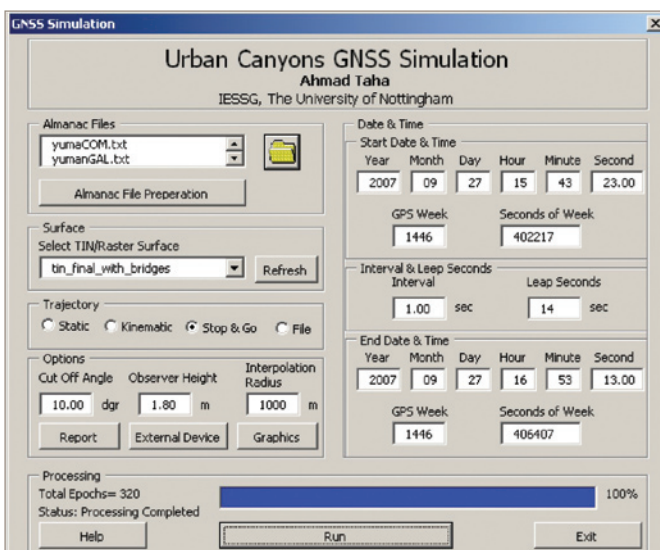 GNSS Simulation
Urban Canyons GNSS Simulation
Ahmad Taha
IESSG, The University of Nottingham
Almanac Files
yumaCOM.txt
yumanGAL.txt
Almanac File Preperation
Surface
Select TIN/Raster Surface
tin_final_with_bridges
Refresh
Trajectory
Static Kinematic Stop & Go File
Options
Cut Off Angle Observer Height Interpolation Radius
10.00 dgr 1.80 m 1000 m
Report External Device Graphics
Date & Time
Start Date & Time
Year Month Day Hour Minute Second
2007 09 27 15 43 23.00
GPS Week Seconds of Week
1446 402217
Interval & Leep Seconds
Interval Leap Seconds
1.00 sec 14 sec
End Date & Time
Year Month Day Hour Minute Second
2007 09 27 16 53 13.00
GPS Week Seconds of Week
1446 406407
Processing
Total Epochs= 320
100%
Status: Processing Completed
Help Run Exit